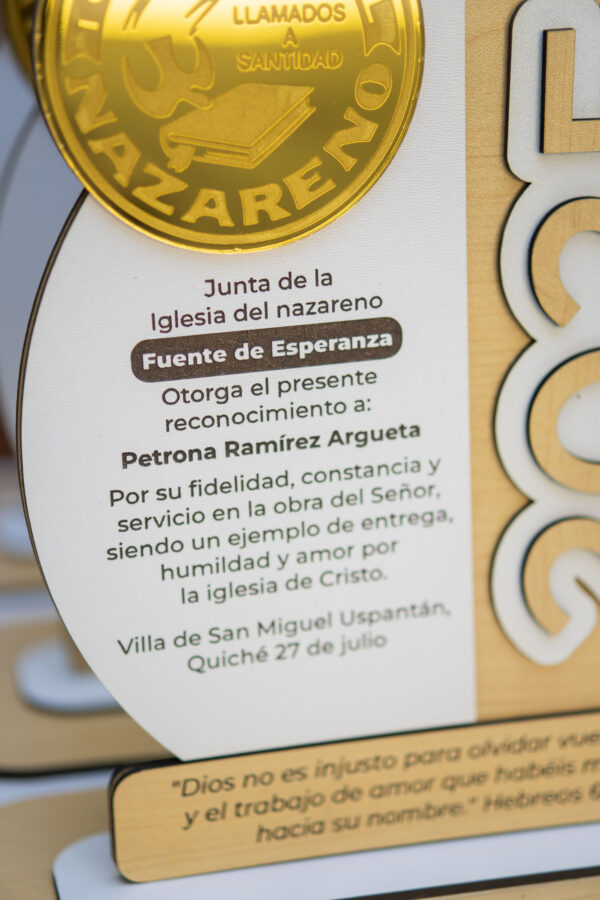 LLAMADOS
A
SANTIDAD
NAZARENO
Junta de la
Iglesia del nazareno
Fuente de Esperanza
Otorga el presente
reconocimiento a:
Petrona Ramírez Argueta
Por su fidelidad, constancia y
servicio en la obra del Señor,
siendo un ejemplo de entrega,
humildad y amor por
la iglesia de Cristo.
Villa de San Miguel Uspantán,
Quiché 27 de julio
"Dios no es injusto para olvidar
y el trabajo de amor que habéis
hacia su nombre." Hebreos 6